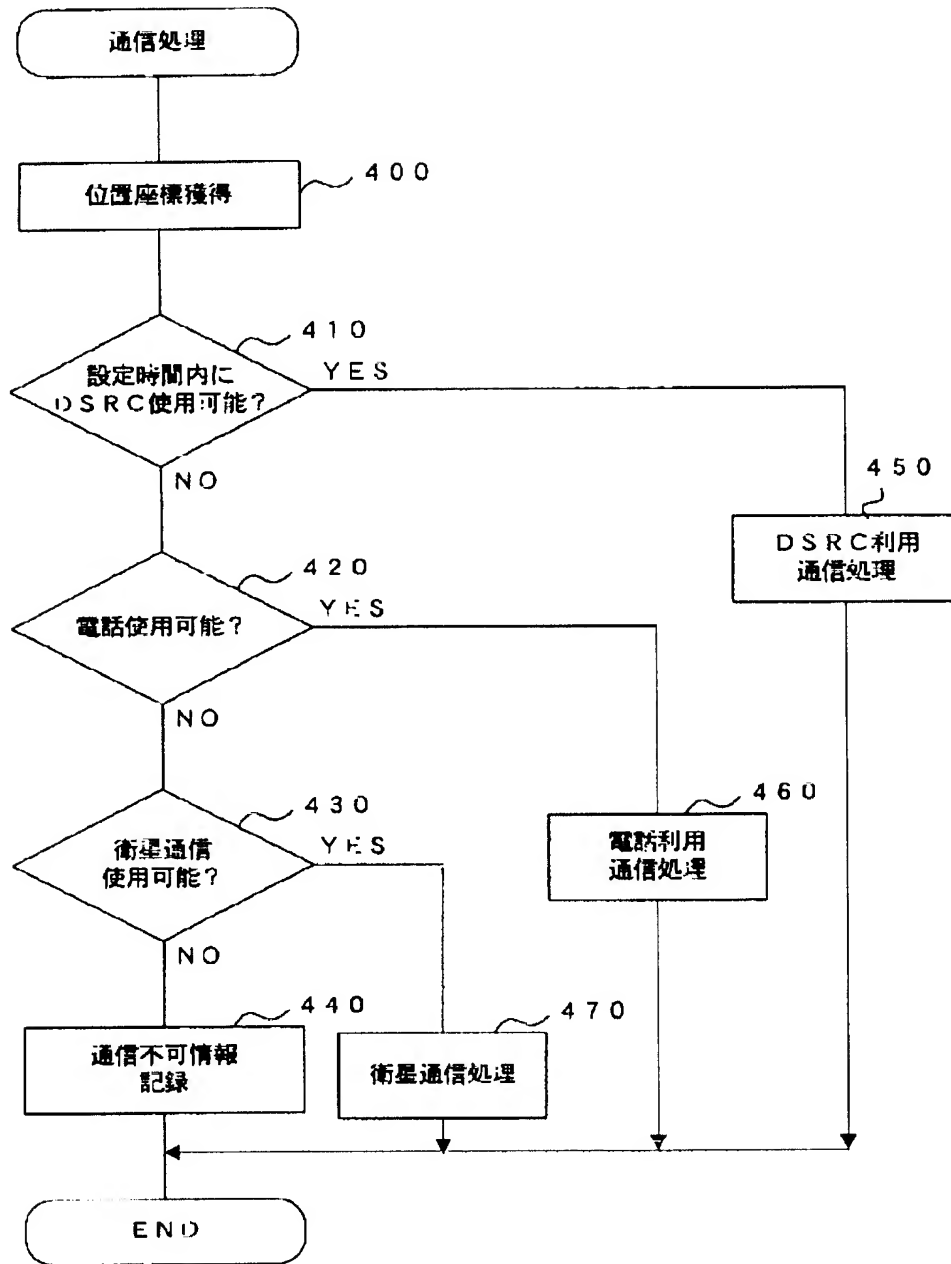 通信処理
位置座標獲得
400
410
設定時間内に
DSRC使用可能?
YES
NO
450
DSRC利用
通信処理
420
電話使用可能?
YES
NO
460
電話利用
通信処理
430
衛星通信
使用可能?
YES
NO
440
通信不可情報
記録
470
衛星通信処理
END